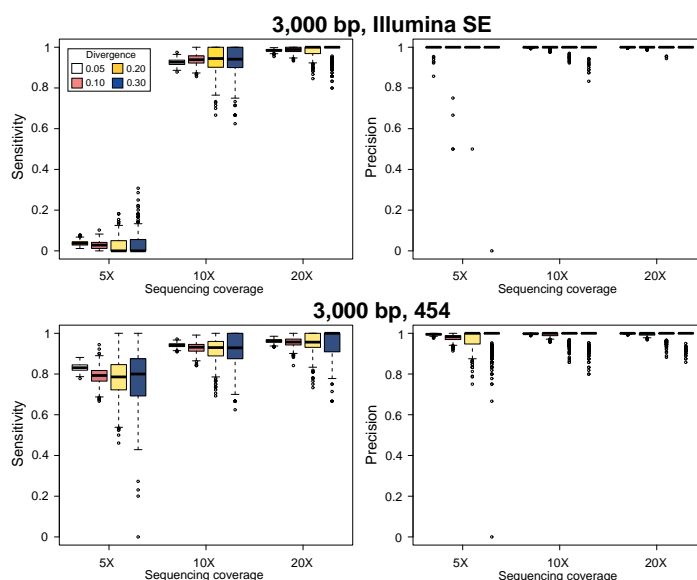 3,000 bp, Illumina SE
1
0.8
0.6
0.4
0.2
0
Sensitivity
Divergence
0.05 0.20
0.10 0.30
5X 10X 20X
Sequencing coverage
1
0.8
0.6
0.4
0.2
0
Precision
5X 10X 20X
Sequencing coverage
3,000 bp, 454
1
0.8
0.6
0.4
0.2
0
Sensitivity
5X 10X 20X
Sequencing coverage
1
0.8
0.6
0.4
0.2
0
Precision
5X 10X 20X
Sequencing coverage